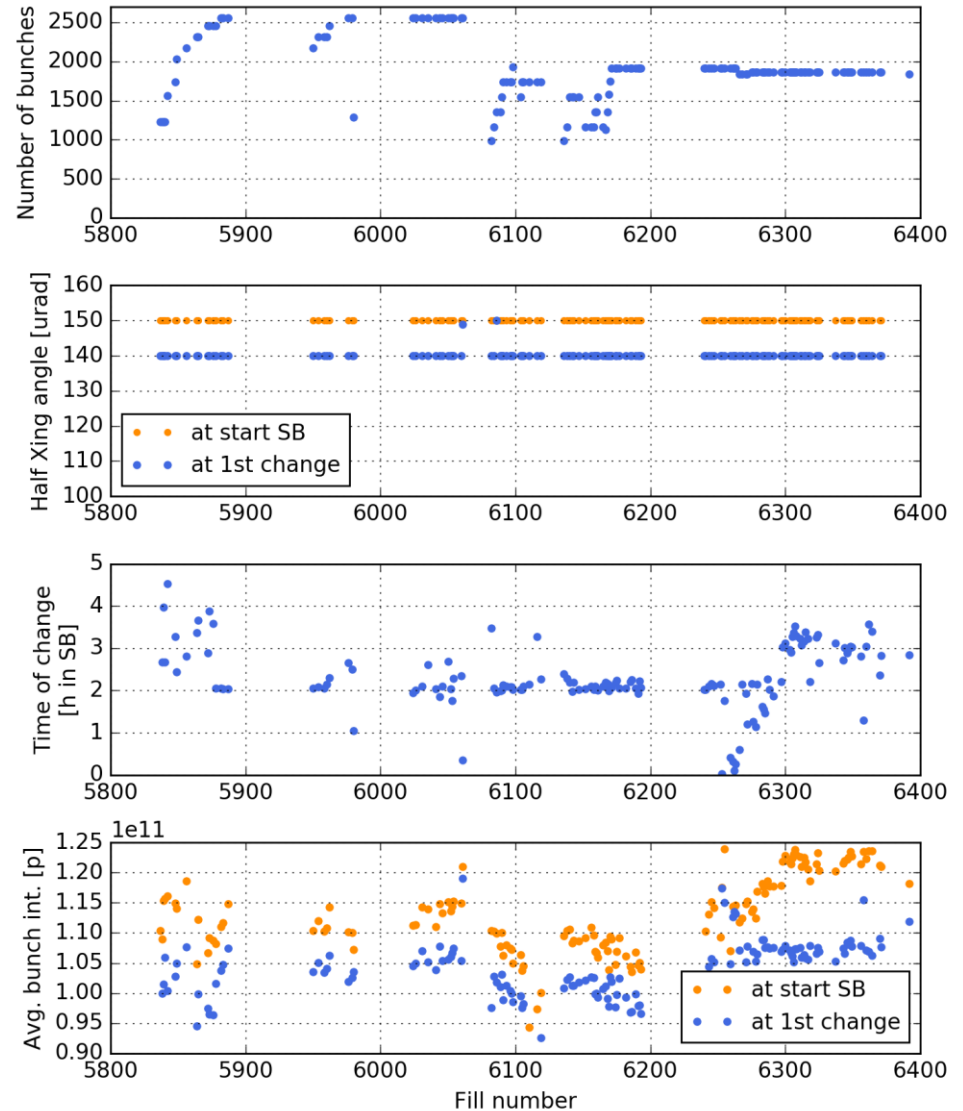 Number of bunches
2500
2000
1500
1000
500
0
5800 5900 6000 6100 6200 6300 6400
Half Xing angle [urad]
160
150
140
130
120
110
100
at start SB
at 1st change
5800 5900 6000 6100 6200 6300 6400
Time of change
[h in SB]
5
4
3
2
1
0
5800 5900 6000 6100 6200 6300 6400
1e11
Avg. bunch int. [p]
1.25
1.20
1.15
1.10
1.05
1.00
0.95
0.90
at start SB
at 1st change
5800 5900 6000 6100 6200 6300 6400
Fill number